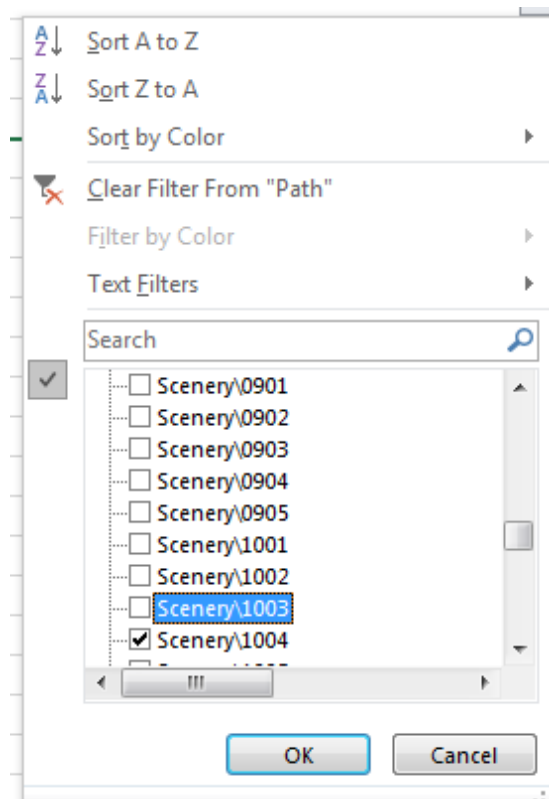 Sort A to Z
Sort Z to A
Sort by Color
Clear Filter From "Path"
Filter by Color
Text Filters
Search
Scenery\0901
Scenery\0902
Scenery\0903
Scenery\0904
Scenery\0905
Scenery\1001
Scenery\1002
Scenery\1003
Scenery\1004
OK
Cancel